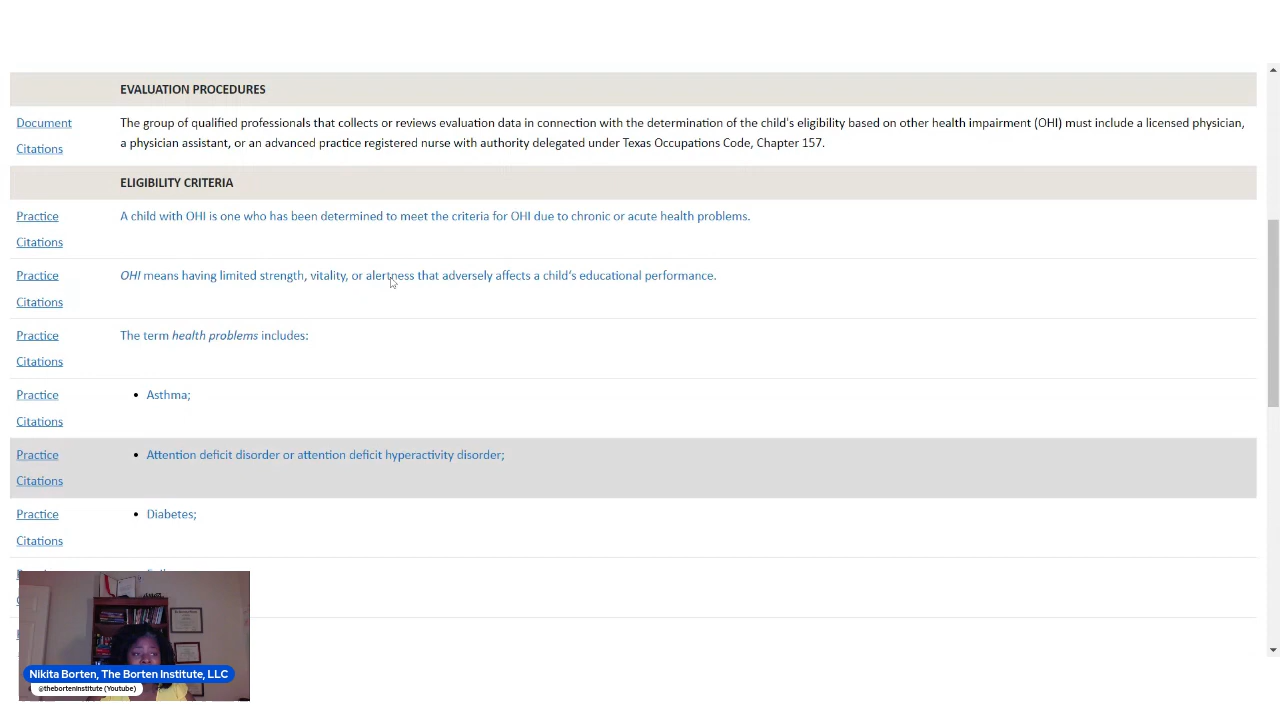 EVALUATION PROCEDURES
Document
Citations
The group of qualified professionals that collects or reviews evaluation data in connection with the determination of the child's eligibility based on other health impairment (OHI) must include a licensed physician,
a physician assistant, or an advanced practice registered nurse with authority delegated under Texas Occupations Code, Chapter 157.
ELIGIBILITY CRITERIA
Practice
Citations
A child with OHI is one who has been determined to meet the criteria for OHI due to chronic or acute health problems.
Practice
Citations
OHI means having limited strength, vitality, or alertness that adversely affects a child's educational performance.
Practice
Citations
The term health problems includes:
Practice
Citations
• Asthma;
Practice
Citations
• Attention deficit disorder or attention deficit hyperactivity disorder;
Practice
Citations
• Diabetes;
Nikita Borten, The Borten Institute, LLC
@theborteninstitute (Youtube)